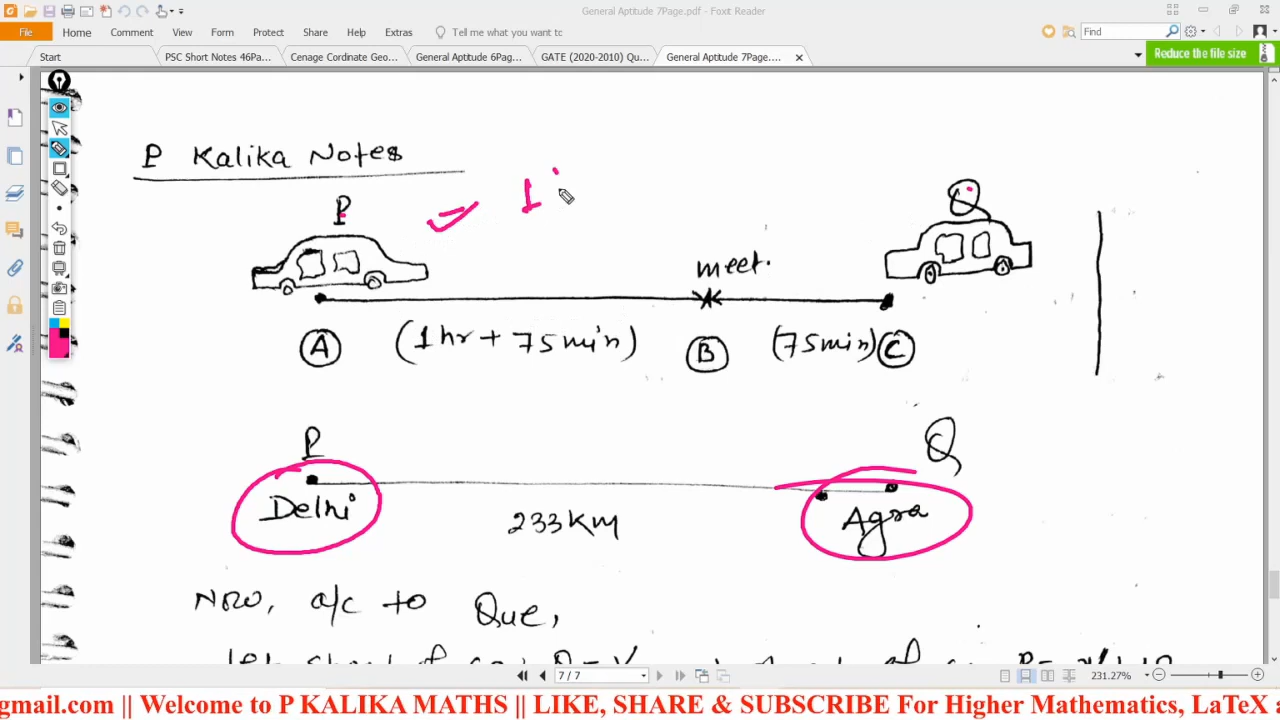 General Aptitude 7Page.pdf - Foxit Reader
File Home Comment View Form Protect Share Help Extras Tell me what you want tc Find
Start PSC Short Notes 46Pa... Cenage Cordinate Geo... General Aptitude 6Pag... GATE (2020-2010) Qu... General Aptitude 7Page.... Reduce the file size
P Kalika Notes
P Q
meet.
A (1hr + 75min) B (75min) C
P Q
Delhi 233KM Agra
Now, a/c to Que,
7 / 7 231.27%
gmail.com || Welcome to P KALIKA MATHS || LIKE, SHARE & SUBSCRIBE For Higher Mathematics, LaTeX a